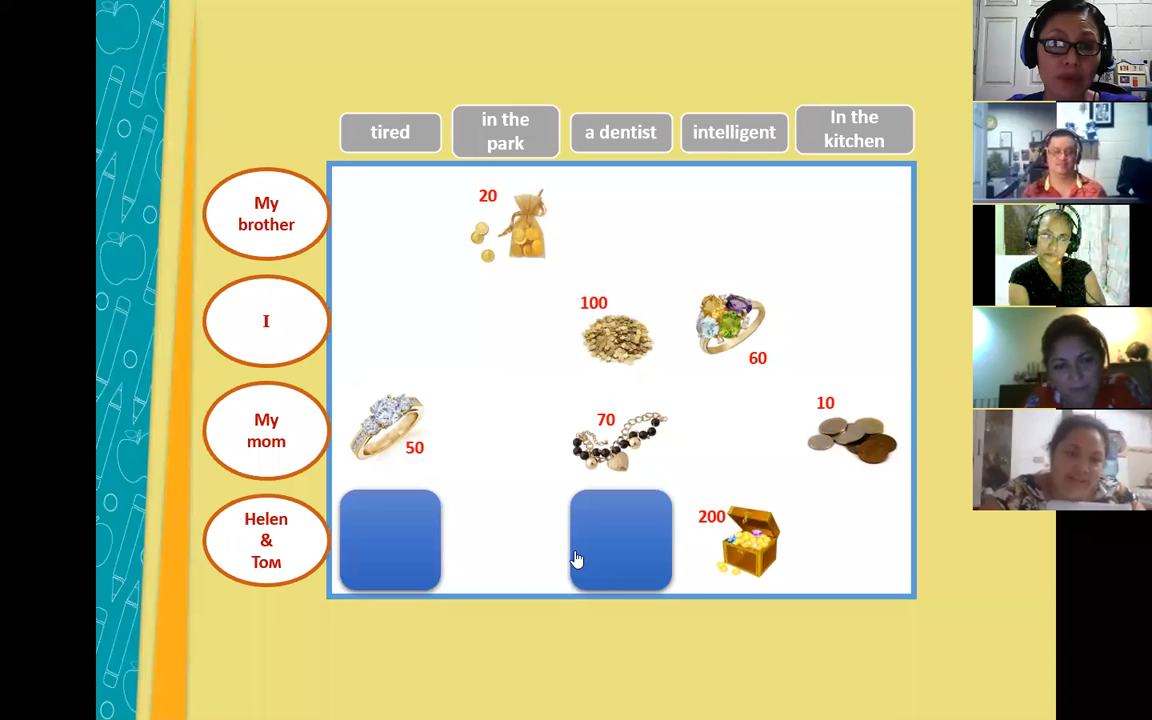 tired
in the
park
a dentist
intelligent
In the
kitchen
My
brother
20
I
100
60
My
mom
50
70
10
Helen
&
Tom
200